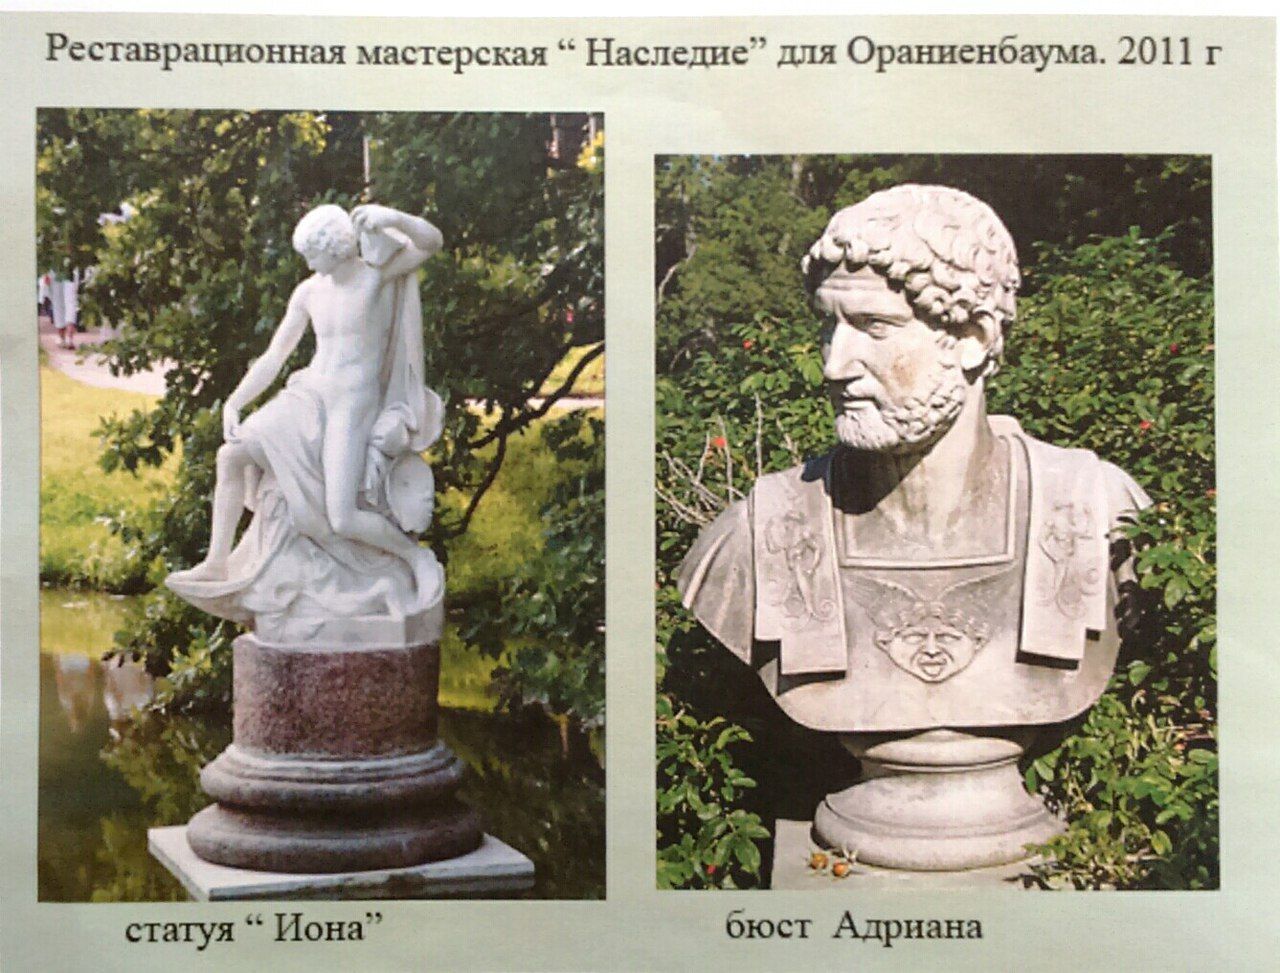 Реставрационная мастерская “ Наследие” для Ораниенбаума. 2011 г
статуя “ Иона”
бюст Адриана